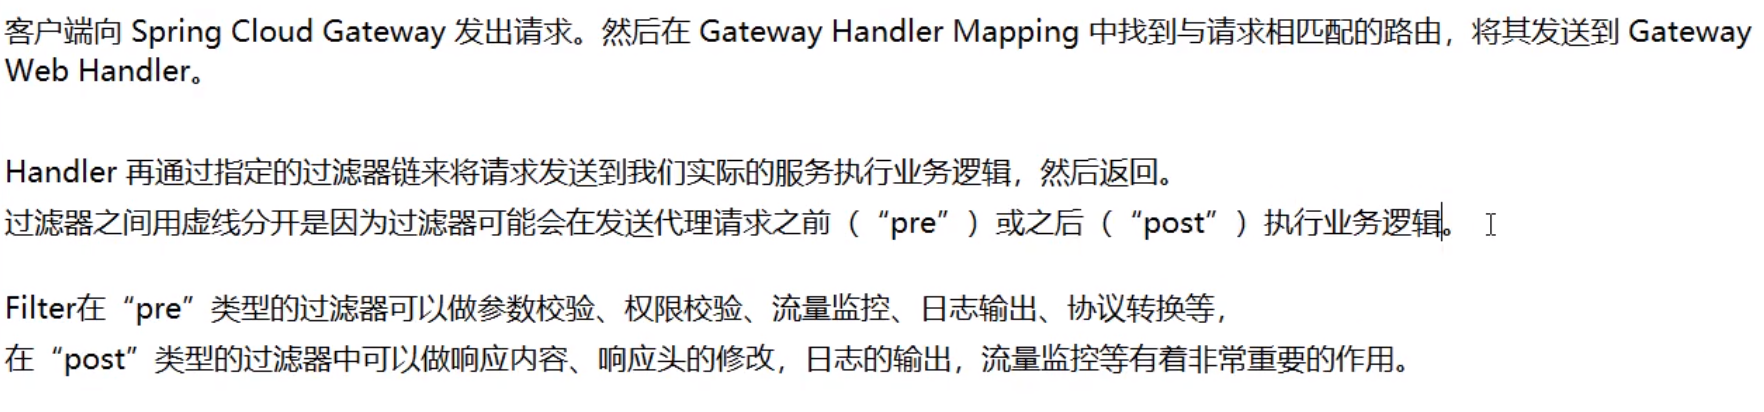 客户端向 Spring Cloud Gateway 发出请求。然后在 Gateway Handler Mapping 中找到与请求相匹配的路由，将其发送到 Gateway
Web Handler。
Handler 再通过指定的过滤器链来将请求发送到我们实际的服务执行业务逻辑，然后返回。
过滤器之间用虚线分开是因为过滤器可能会在发送代理请求之前（“pre”）或之后（“post”）执行业务逻辑。
Filter在“pre”类型的过滤器可以做参数校验、权限校验、流量监控、日志输出、协议转换等，
在“post”类型的过滤器中可以做响应内容、响应头的修改，日志的输出，流量监控等有着非常重要的作用。